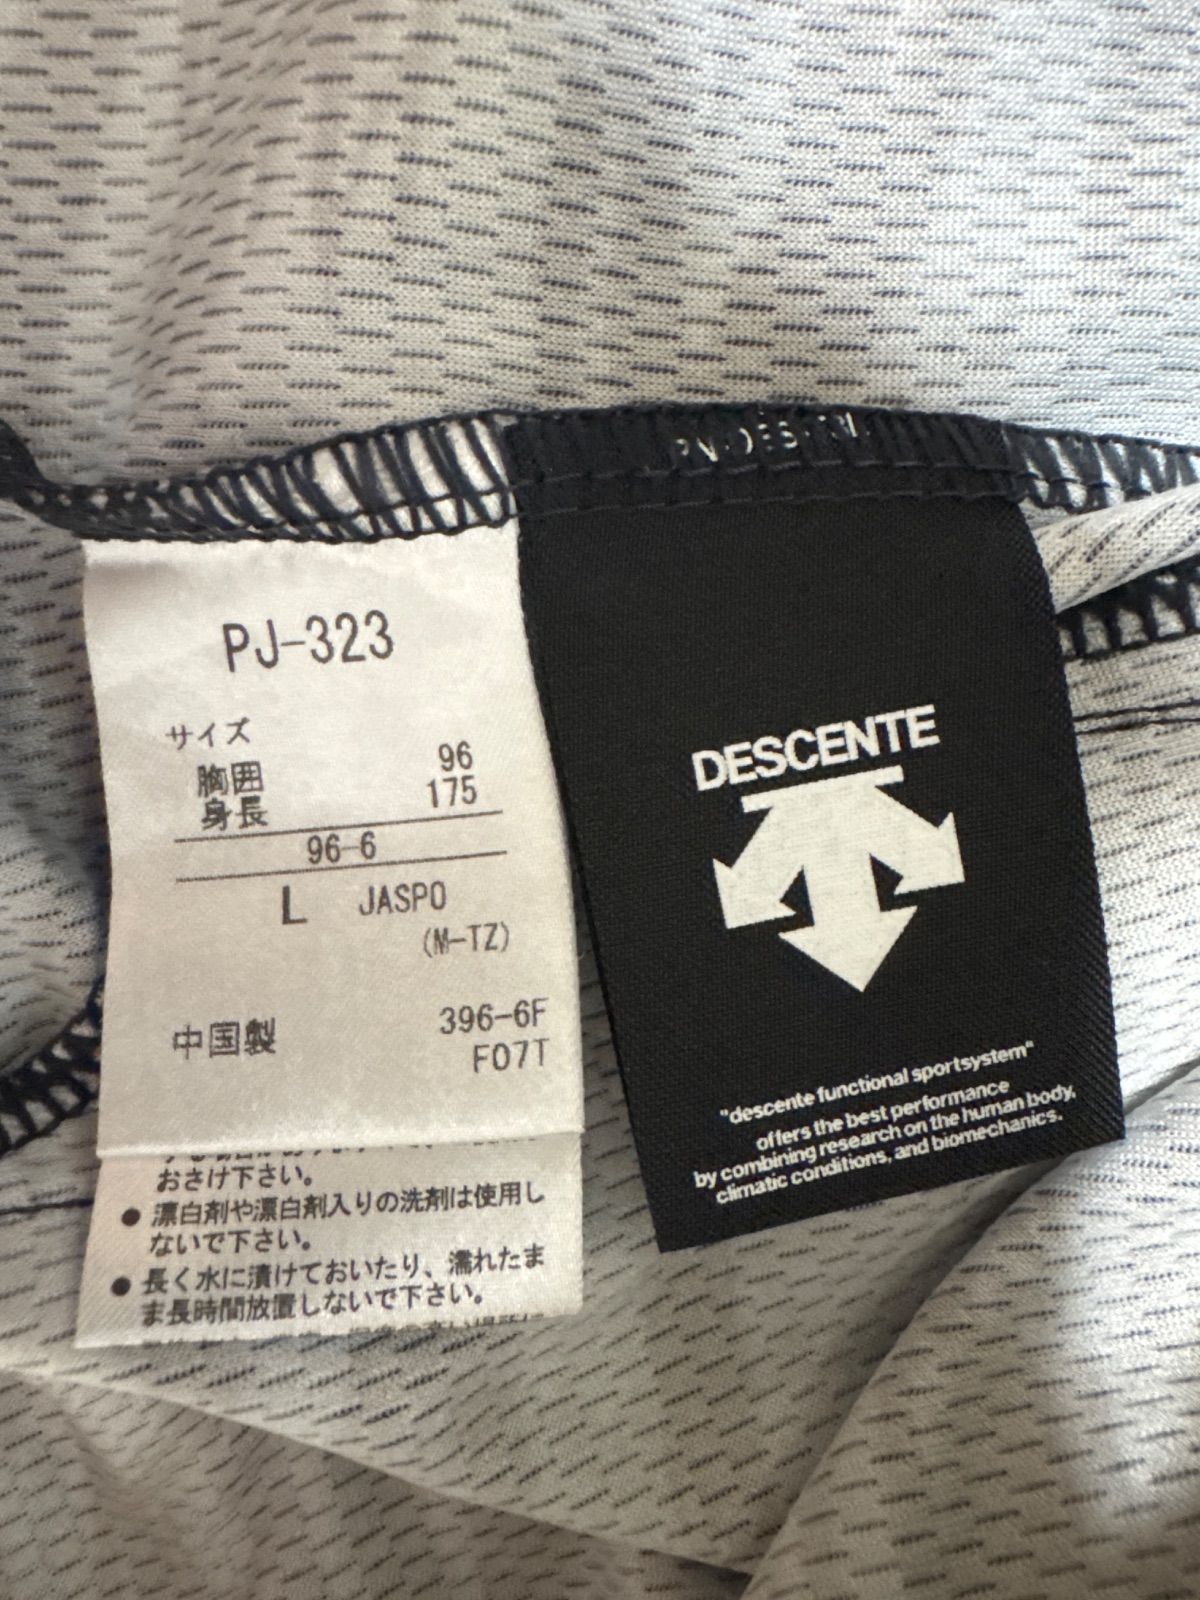 PJ-323
サイズ
胸囲 96
身長 175
96-6
L JASPO
(M-TZ)
中国製 396-6F
F07T
おさけ下さい。
● 漂白剤や漂白剤入りの洗剤は使用し
ないで下さい。
● 長く水に漬けておいたり、濡れたま
ま長時間放置しないで下さい。
DESCENTE
"descente functional sportsystem"
offers the best performance
by combining research on the human body,
climatic conditions, and biomechanics.